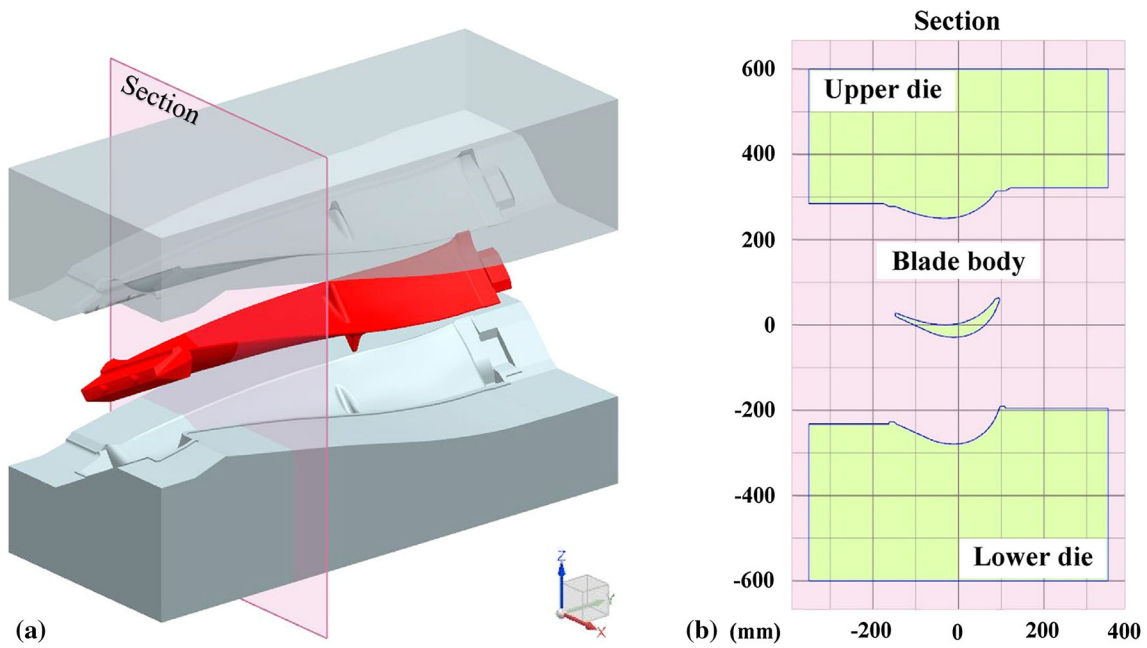 Section
Z
Y
X
(a)
Section
600
400
200
0
-200
-400
-600
Upper die
Blade body
Lower die
(b) (mm) -200 0 200 400